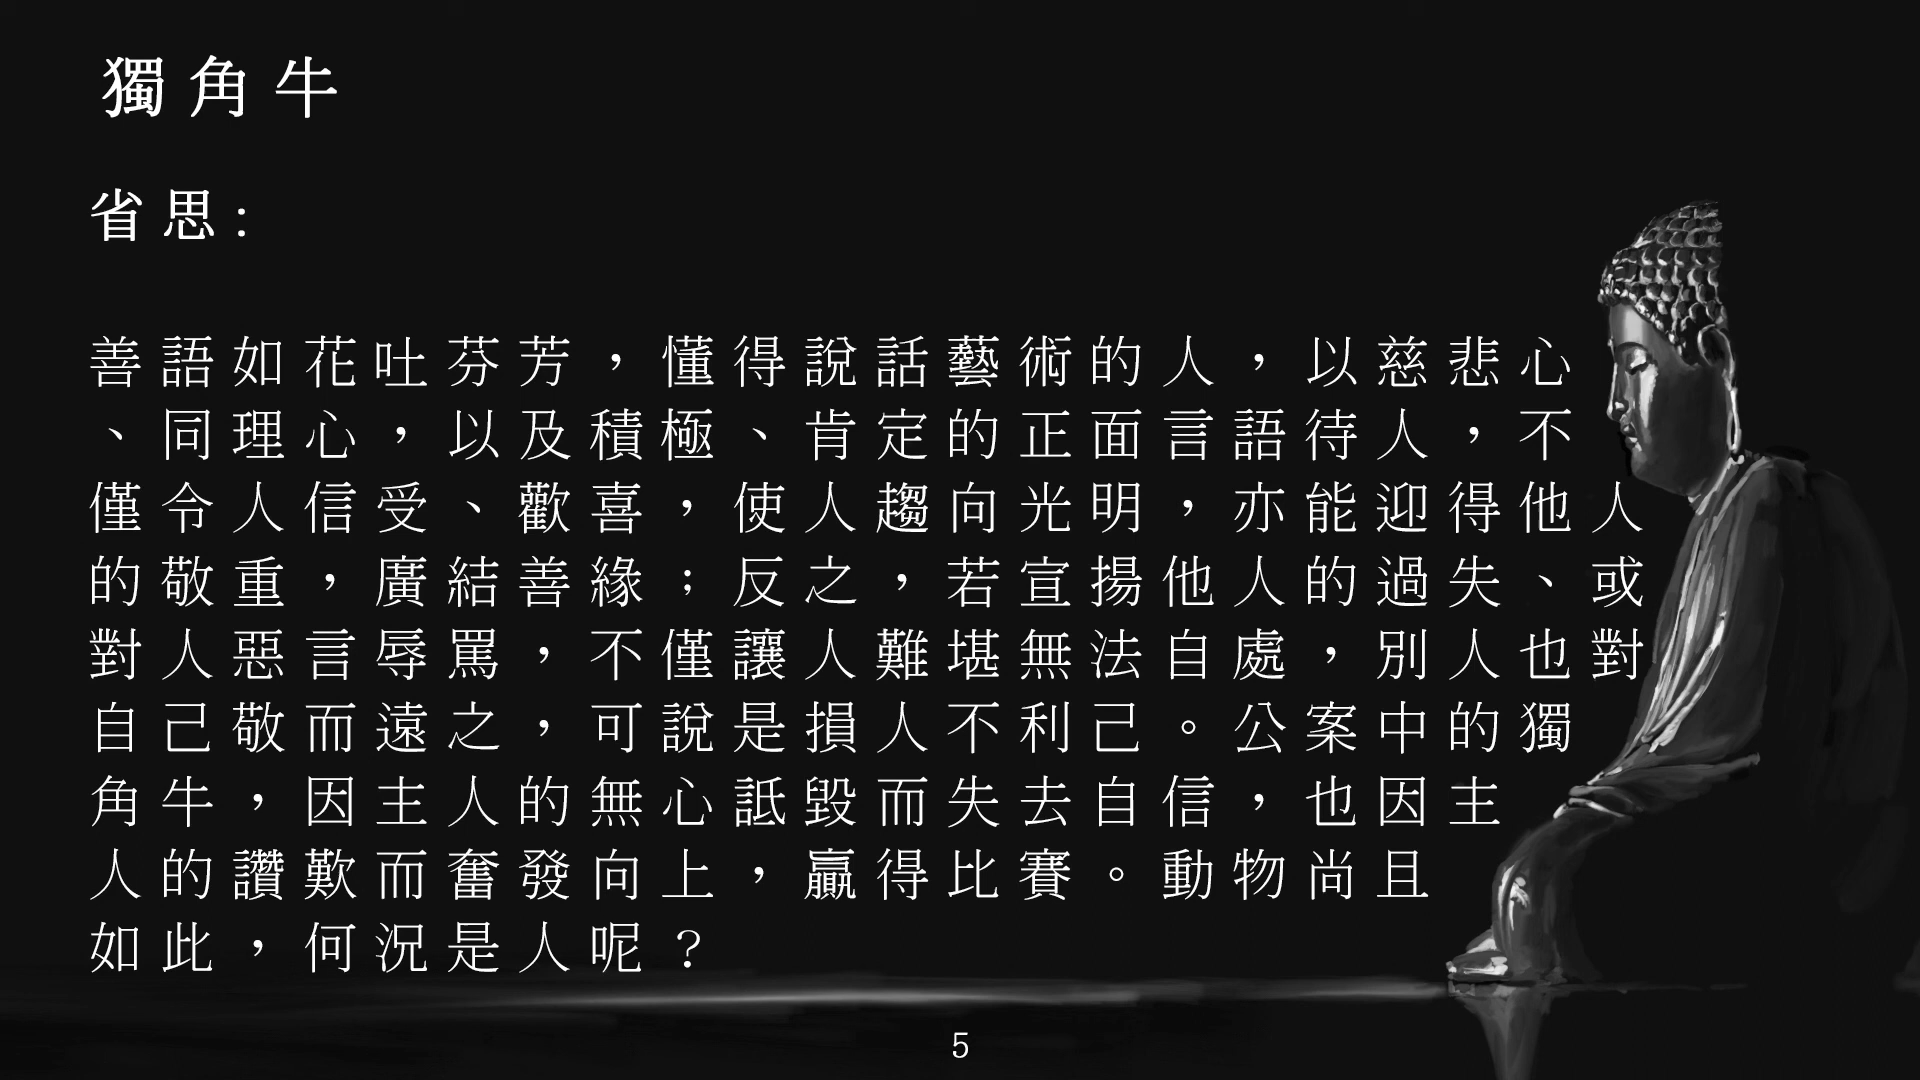 獨角牛
省思:
善語如花吐芬芳，懂得說話藝術的人，以慈悲心
、同理心，以及積極、肯定的正面言語待人，不
僅令人信受、歡喜，使人趨向光明，亦能迎得他人
的敬重，廣結善緣；反之，若宣揚他人的過失、或
對人惡言辱罵，不僅讓人難堪無法自處，別人也對
自己敬而遠之，可說是損人不利己。公案中的獨
角牛，因主人的無心詆毀而失去自信，也因主
人的讚歎而奮發向上，贏得比賽。動物尚且
如此，何況是人呢？
5